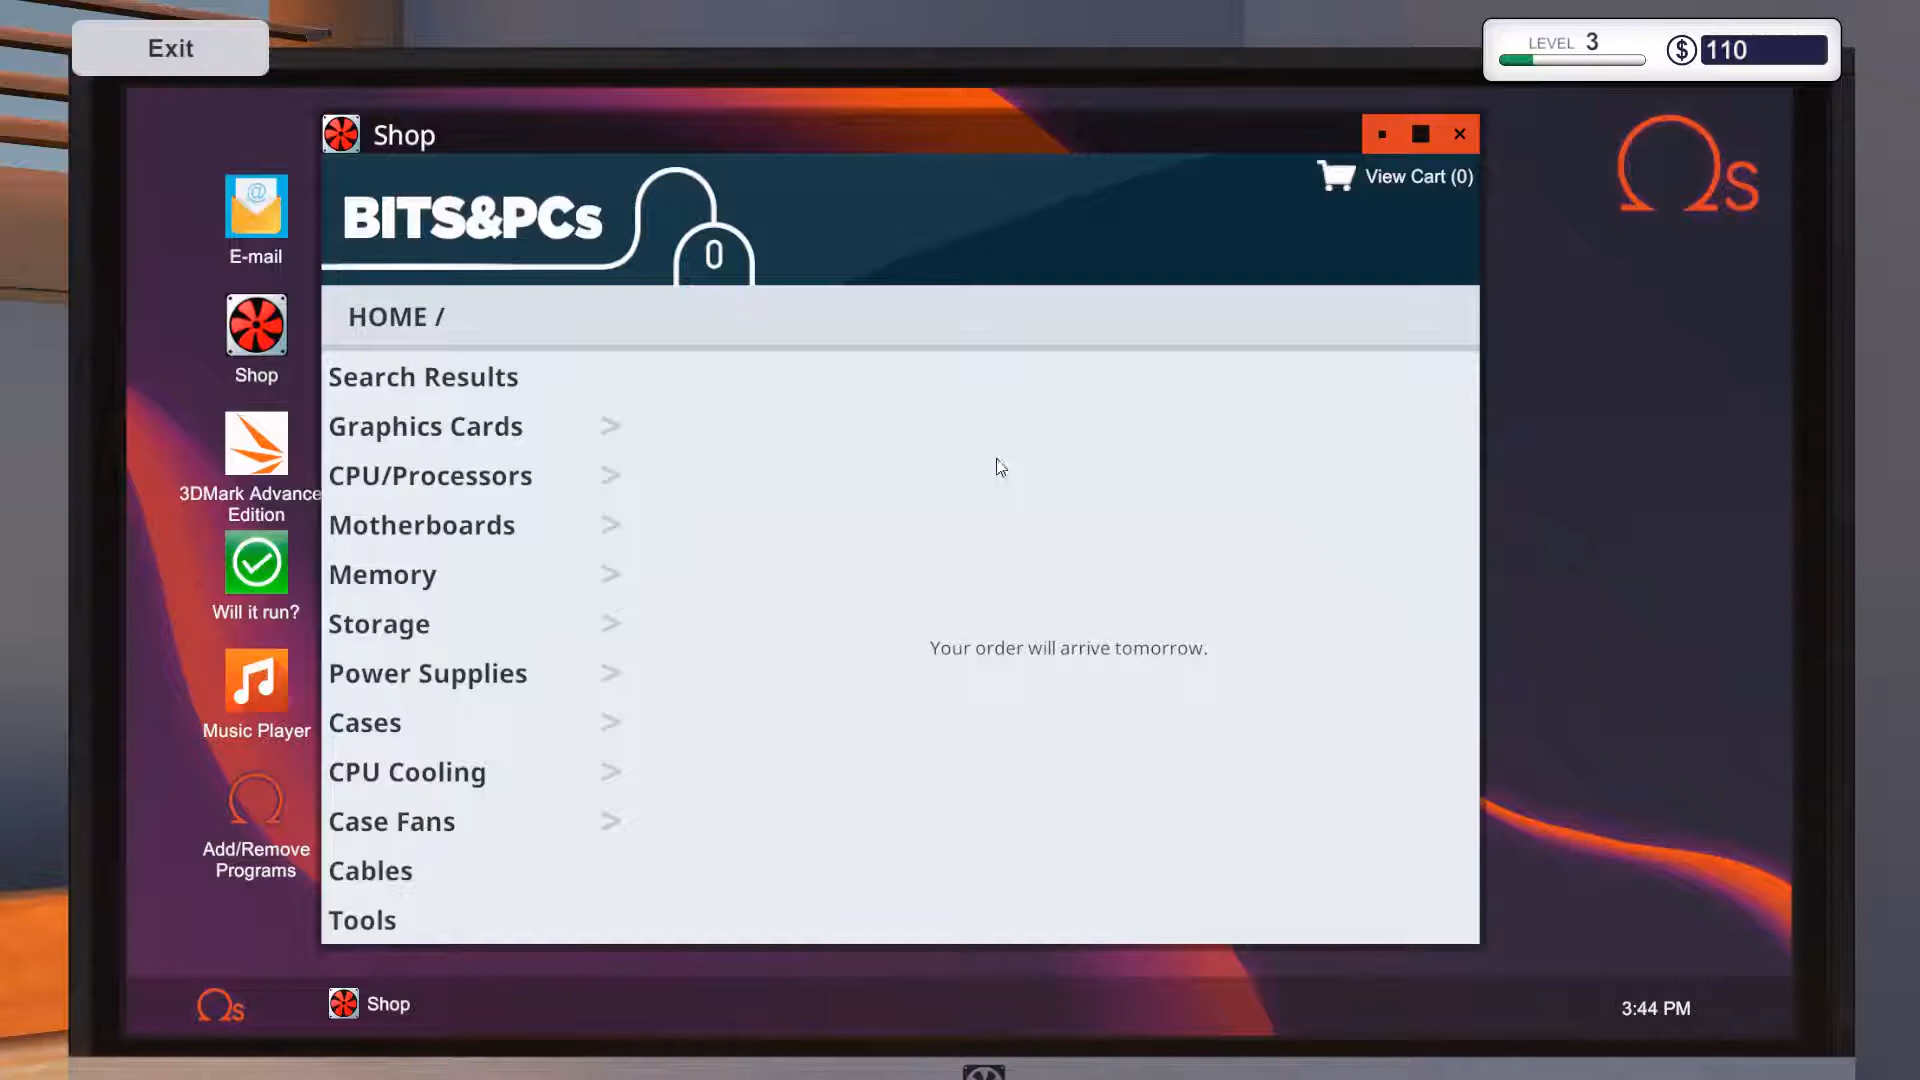 Exit
LEVEL 3
$ 110
Shop
View Cart (0)
BITS&PCs
HOME /
Search Results
Graphics Cards >
CPU/Processors >
Motherboards >
Memory >
Storage >
Power Supplies >
Cases >
CPU Cooling >
Case Fans >
Cables
Tools
Your order will arrive tomorrow.
E-mail
Shop
3DMark Advance
Edition
Will it run?
Music Player
Add/Remove
Programs
Ωs
Ωs
Shop
3:44 PM